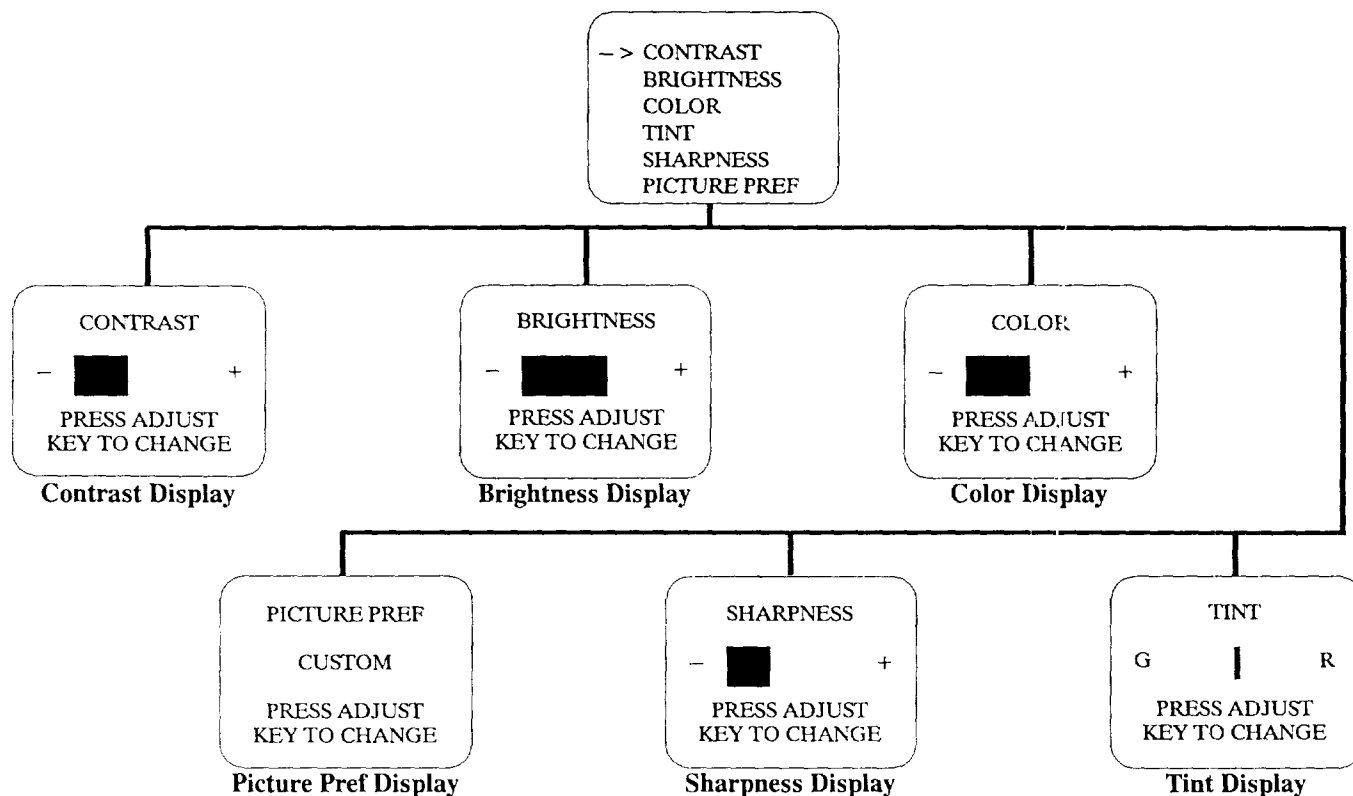 – > CONTRAST
BRIGHTNESS
COLOR
TINT
SHARPNESS
PICTURE PREF
CONTRAST
– +
PRESS ADJUST
KEY TO CHANGE
Contrast Display
BRIGHTNESS
– +
PRESS ADJUST
KEY TO CHANGE
Brightness Display
COLOR
– +
PRESS ADJUST
KEY TO CHANGE
Color Display
PICTURE PREF
CUSTOM
PRESS ADJUST
KEY TO CHANGE
Picture Pref Display
SHARPNESS
– +
PRESS ADJUST
KEY TO CHANGE
Sharpness Display
TINT
G R
PRESS ADJUST
KEY TO CHANGE
Tint Display